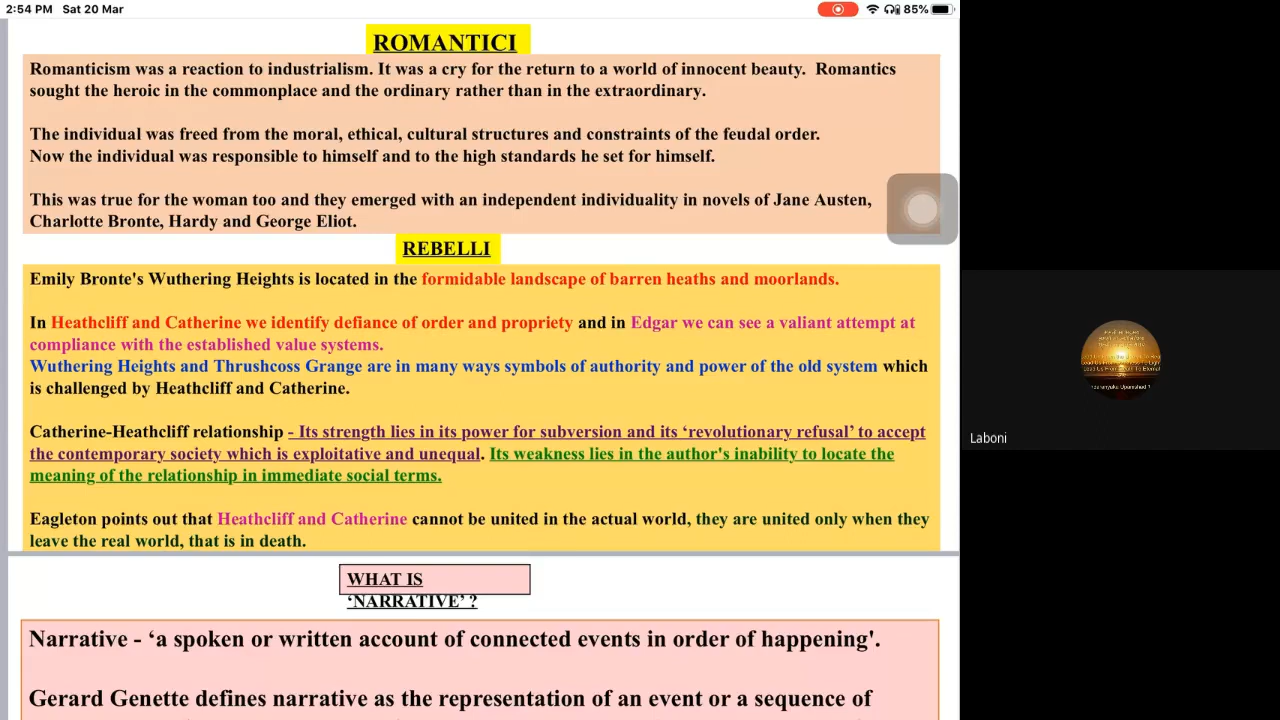 2:54 PM Sat 20 Mar
85%
ROMANTICI
Romanticism was a reaction to industrialism. It was a cry for the return to a world of innocent beauty. Romantics
sought the heroic in the commonplace and the ordinary rather than in the extraordinary.
The individual was freed from the moral, ethical, cultural structures and constraints of the feudal order.
Now the individual was responsible to himself and to the high standards he set for himself.
This was true for the woman too and they emerged with an independent individuality in novels of Jane Austen,
Charlotte Bronte, Hardy and George Eliot.
REBELLI
Emily Bronte's Wuthering Heights is located in the formidable landscape of barren heaths and moorlands.
In Heathcliff and Catherine we identify defiance of order and propriety and in Edgar we can see a valiant attempt at
compliance with the established value systems.
Wuthering Heights and Thrushcoss Grange are in many ways symbols of authority and power of the old system which
is challenged by Heathcliff and Catherine.
Catherine-Heathcliff relationship - Its strength lies in its power for subversion and its ‘revolutionary refusal’ to accept
the contemporary society which is exploitative and unequal. Its weakness lies in the author's inability to locate the
meaning of the relationship in immediate social terms.
Eagleton points out that Heathcliff and Catherine cannot be united in the actual world, they are united only when they
leave the real world, that is in death.
WHAT IS
‘NARRATIVE’ ?
Narrative - ‘a spoken or written account of connected events in order of happening'.
Gerard Genette defines narrative as the representation of an event or a sequence of
Laboni